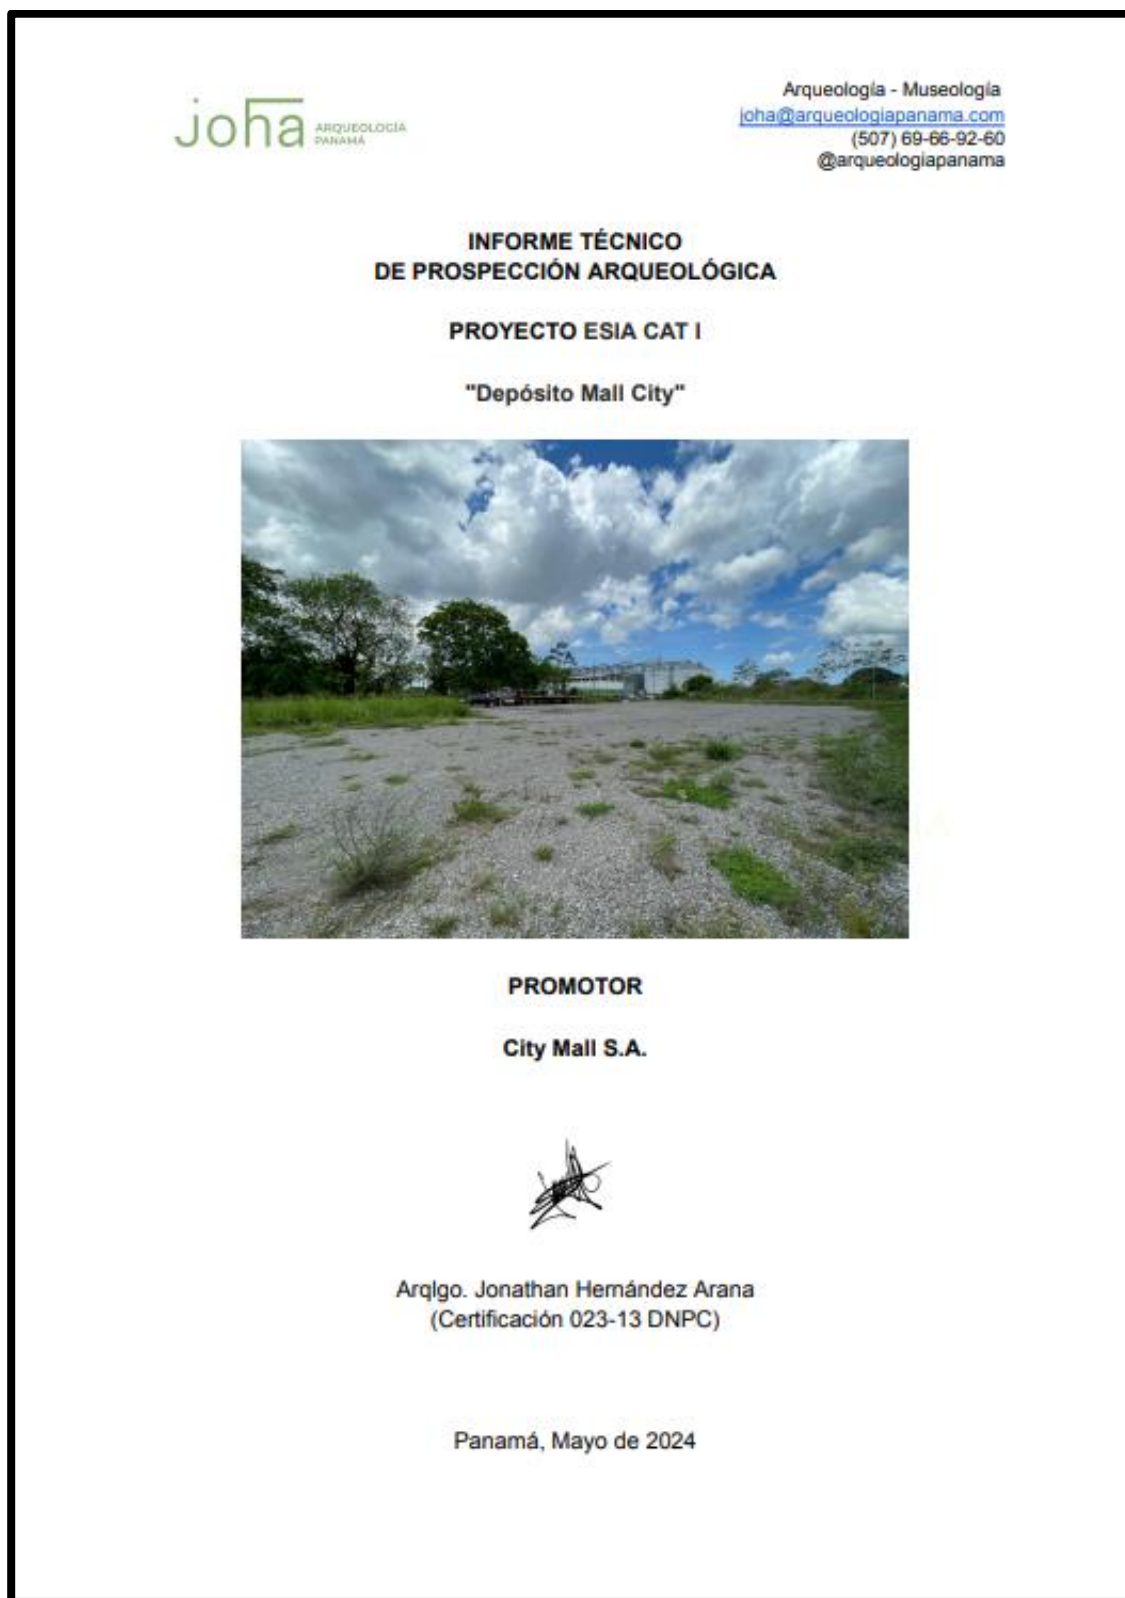 joha ARQUEOLOGÍA
PANAMÁ
Arqueología - Museología
joha@arqueologiapanama.com
(507) 69-66-92-60
@arqueologiapanama
INFORME TÉCNICO
DE PROSPECCIÓN ARQUEOLÓGICA
PROYECTO ESIA CAT I
"Depósito Mall City"
PROMOTOR
City Mall S.A.
Arqlgo. Jonathan Hernández Arana
(Certificación 023-13 DNPC)
Panamá, Mayo de 2024